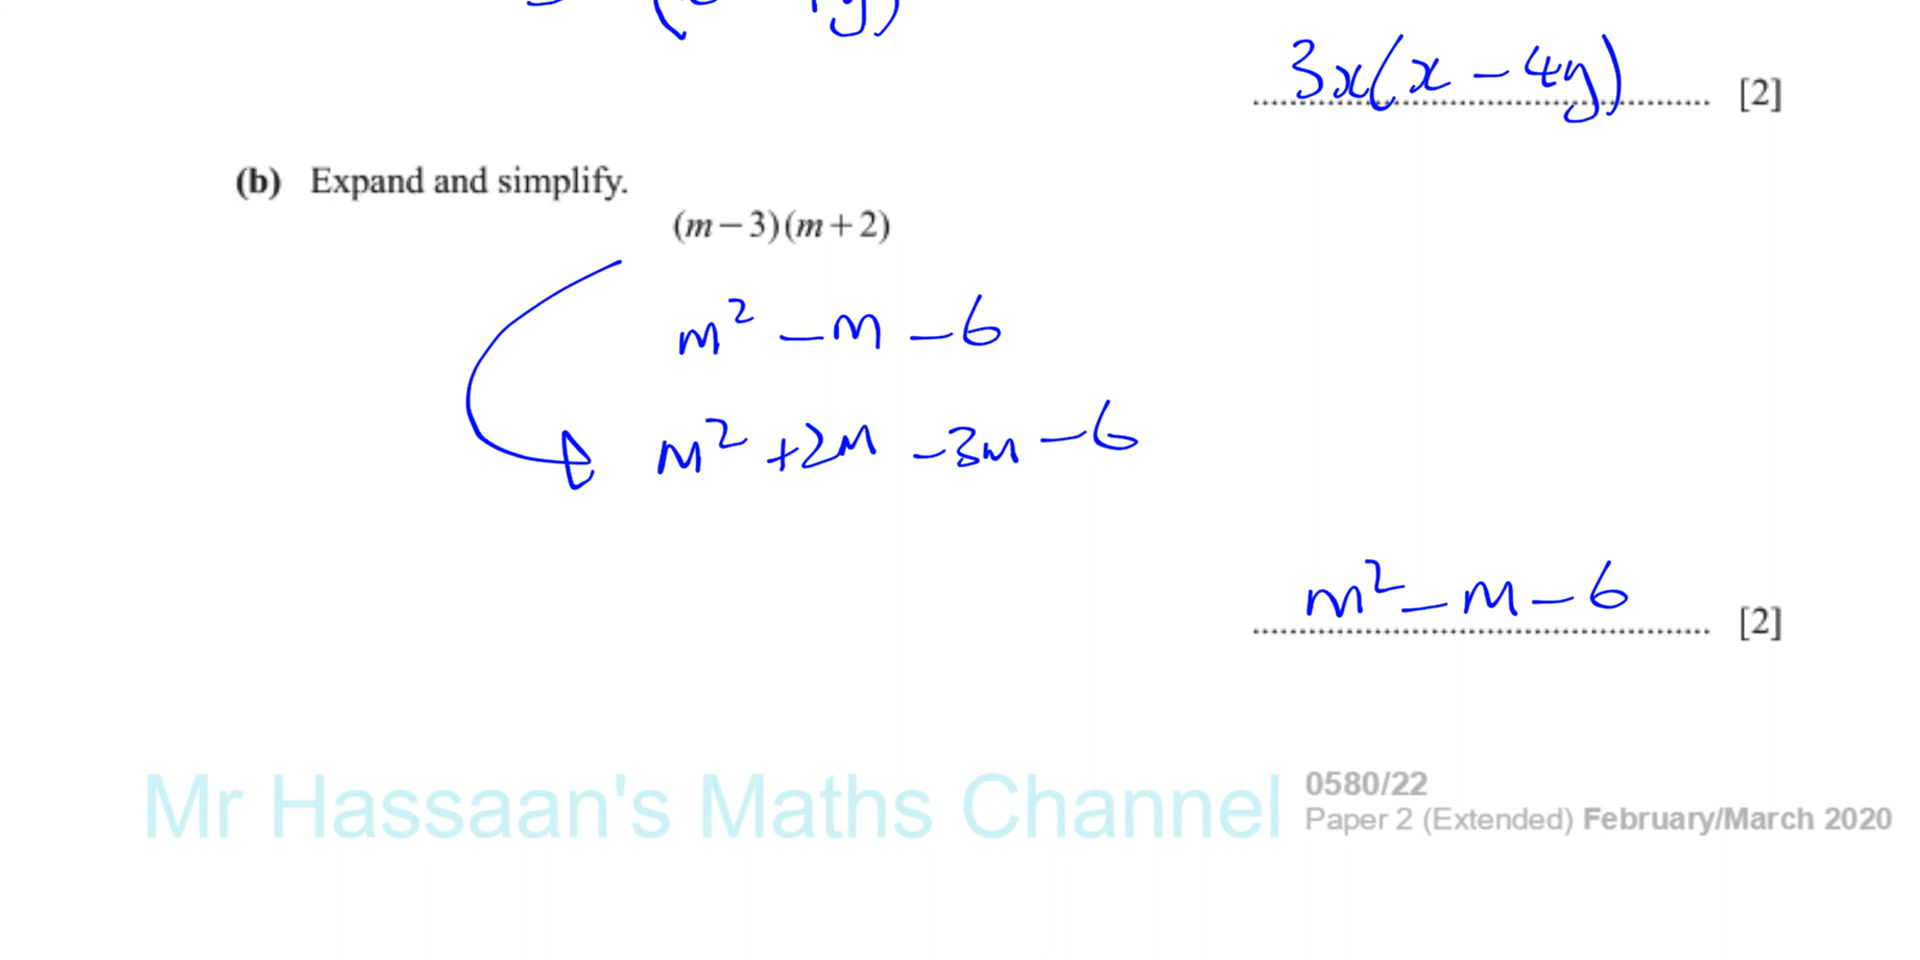 3x(x - 4y) [2]
(b) Expand and simplify.
(m − 3)(m + 2)
m² - m - 6
m² + 2m - 3m - 6
m² - m - 6 [2]
Mr Hassaan's Maths Channel
0580/22
Paper 2 (Extended) February/March 2020